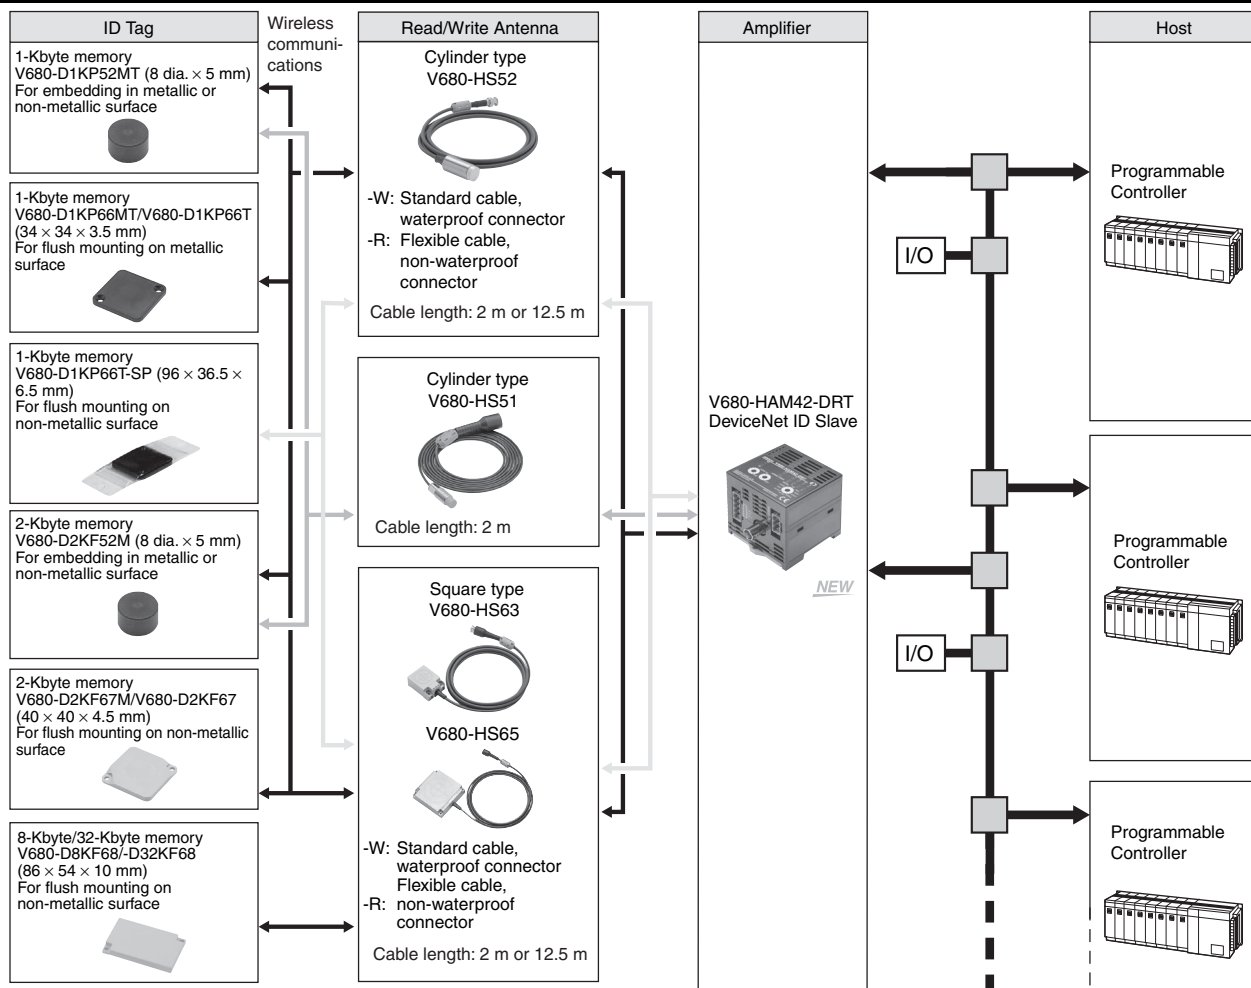 ID Tag
Wireless
communi-
cations
Read/Write Antenna
Amplifier
Host
1-Kbyte memory
V680-D1KP52MT (8 dia. × 5 mm)
For embedding in metallic or
non-metallic surface
1-Kbyte memory
V680-D1KP66MT/V680-D1KP66T
(34 × 34 × 3.5 mm)
For flush mounting on metallic
surface
1-Kbyte memory
V680-D1KP66T-SP (96 × 36.5 ×
6.5 mm)
For flush mounting on
non-metallic surface
2-Kbyte memory
V680-D2KF52M (8 dia. × 5 mm)
For embedding in metallic or
non-metallic surface
2-Kbyte memory
V680-D2KF67M/V680-D2KF67
(40 × 40 × 4.5 mm)
For flush mounting on non-metallic
surface
8-Kbyte/32-Kbyte memory
V680-D8KF68/-D32KF68
(86 × 54 × 10 mm)
For flush mounting on
non-metallic surface
Cylinder type
V680-HS52
-W: Standard cable,
waterproof connector
-R: Flexible cable,
non-waterproof
connector
Cable length: 2 m or 12.5 m
Cylinder type
V680-HS51
Cable length: 2 m
Square type
V680-HS63
V680-HS65
-W: Standard cable,
waterproof connector
Flexible cable,
-R: non-waterproof
connector
Cable length: 2 m or 12.5 m
V680-HAM42-DRT
DeviceNet ID Slave
NEW
I/O
I/O
Programmable
Controller
Programmable
Controller
Programmable
Controller